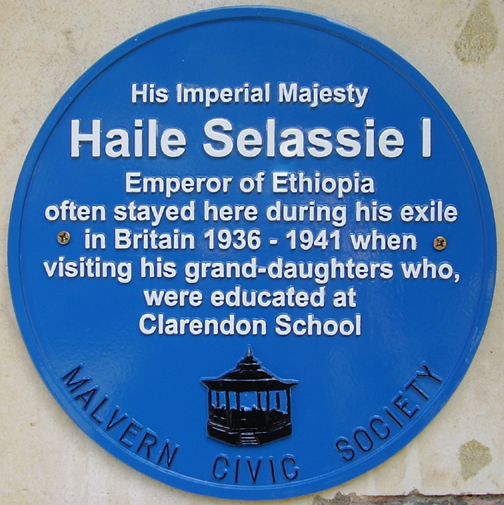 His Imperial Majesty
Haile Selassie I
Emperor of Ethiopia
often stayed here during his exile
in Britain 1936 - 1941 when
visiting his grand-daughters who,
were educated at
Clarendon School
MALVERN CIVIC SOCIETY